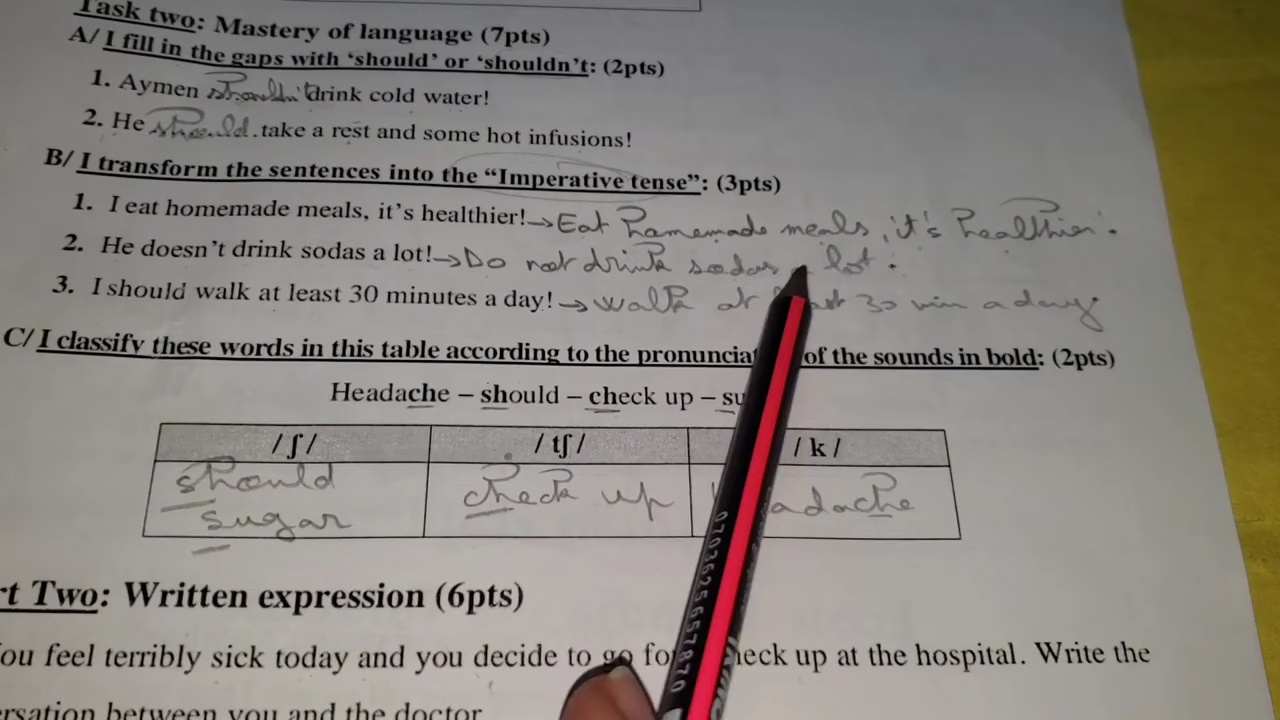 Task two: Mastery of language (7pts)
A/ I fill in the gaps with ‘should’ or ‘shouldn’t: (2pts)
1. Aymen shouldn't drink cold water!
2. He should take a rest and some hot infusions!
B/ I transform the sentences into the “Imperative tense”: (3pts)
1. I eat homemade meals, it’s healthier! → Eat homemade meals, it's healthier.
2. He doesn’t drink sodas a lot! → Do not drink sodas a lot.
3. I should walk at least 30 minutes a day! → walk at least 30 min a day
C/ I classify these words in this table according to the of the sounds in bold: (2pts)
Headache – should – check up – su
/ ʃ / / tʃ / / k /
should check up adache
sugar
rt Two: Written expression (6pts)
You feel terribly sick today and you decide to go for check up at the hospital. Write the
ersation between you and the doctor
0703625657870